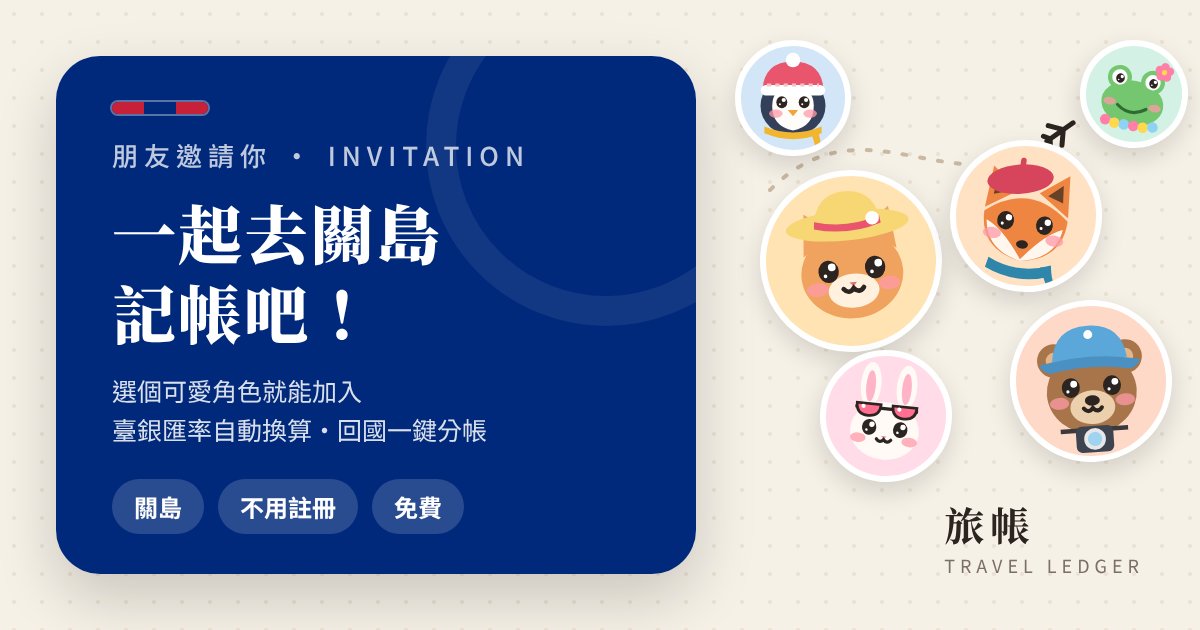 朋友邀請你 • INVITATION
一起去關島
記帳吧！
選個可愛角色就能加入
臺銀匯率自動換算・回國一鍵分帳
關島
不用註冊
免費
旅帳
TRAVEL LEDGER